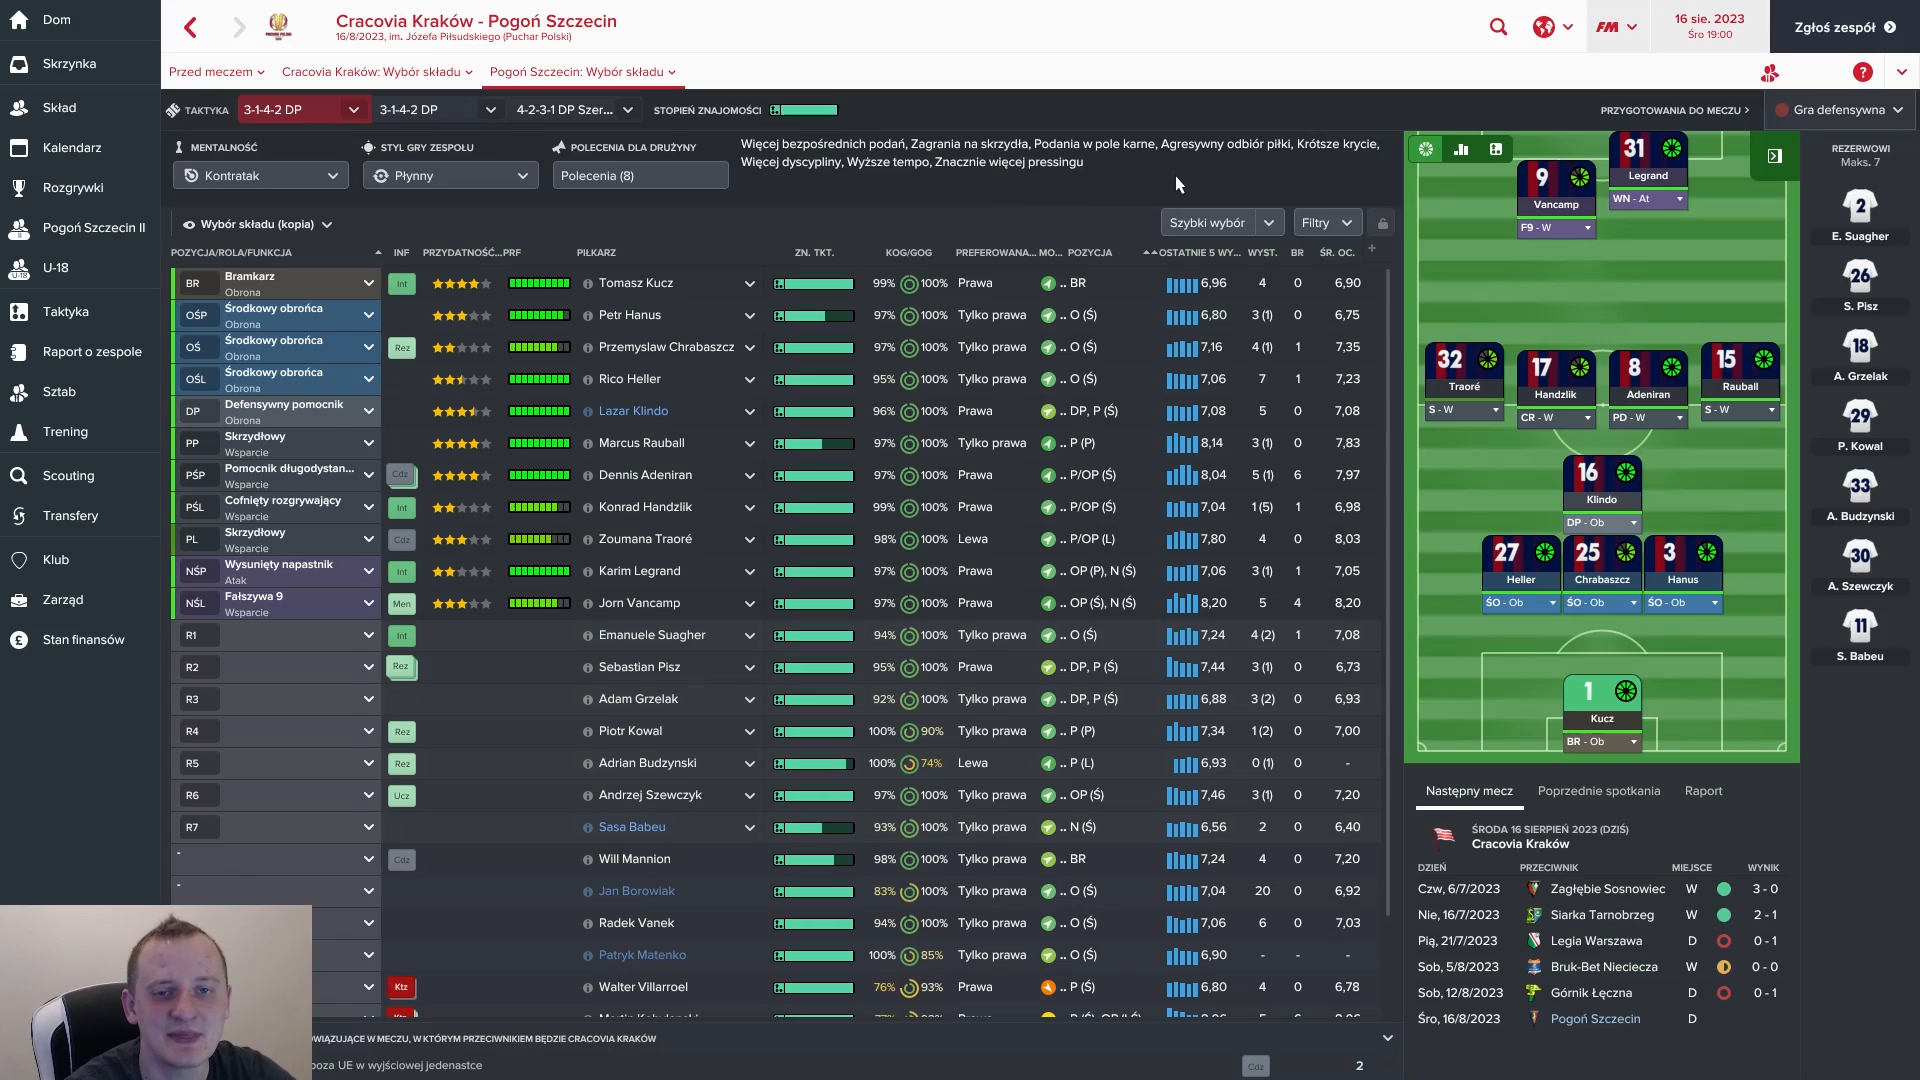 Dom
Skrzynka
Skład
Kalendarz
Rozgrywki
Pogoń Szczecin II
U-18
Taktyka
Raport o zespole
Sztab
Trening
Scouting
Transfery
Klub
Zarząd
Stan finansów
Cracovia Kraków - Pogoń Szczecin
16/8/2023, im. Józefa Piłsudskiego (Puchar Polski)
FM
16 sie. 2023
Śro 19:00
Zgłoś zespół
Przed meczem
Cracovia Kraków: Wybór składu
Pogoń Szczecin: Wybór składu
TAKTYKA
3-1-4-2 DP
3-1-4-2 DP
4-2-3-1 DP Szer...
STOPIEŃ ZNAJOMOŚCI
PRZYGOTOWANIA DO MECZU
Gra defensywna
MENTALNOŚĆ
Kontratak
STYL GRY ZESPOŁU
Płynny
POLECENIA DLA DRUŻYNY
Polecenia (8)
Więcej bezpośrednich podań, Zagrania na skrzydła, Podania w pole karne, Agresywny odbiór piłki, Krótsze krycie,
Więcej dyscypliny, Wyższe tempo, Znacznie więcej pressingu
Wybór składu (kopia)
Szybki wybór
Filtry
POZYCJA/ROLA/FUNKCJA INF PRZYDATNOŚĆ... PRF PIŁKARZ ZN. TKT. KOG/GOG PREFEROWANA... MO... POZYCJA OSTATNIE 5 WY... WYST. BR ŚR. OC.
BR Bramkarz Obrona Int Tomasz Kucz 99% 100% Prawa .. BR 6,96 4 0 6,90
OŚP Środkowy obrońca Obrona Petr Hanus 97% 100% Tylko prawa .. O (Ś) 6,80 3 (1) 0 6,75
OŚ Środkowy obrońca Obrona Rez Przemyslaw Chrabaszcz 97% 100% Tylko prawa .. O (Ś) 7,16 4 (1) 1 7,35
OŚL Środkowy obrońca Obrona Rico Heller 95% 100% Tylko prawa .. O (Ś) 7,06 7 1 7,23
DP Defensywny pomocnik Obrona Lazar Klindo 96% 100% Tylko prawa .. DP, P (Ś) 7,08 5 0 7,08
PP Skrzydłowy Wsparcie Marcus Rauball 97% 100% Tylko prawa .. P (P) 8,14 3 (1) 0 7,83
PŚP Pomocnik długodystan... Wsparcie Cdz Dennis Adeniran 97% 100% Tylko prawa .. P/OP (Ś) 8,04 5 (1) 6 7,97
PŚL Cofnięty rozgrywający Wsparcie Int Konrad Handzlik 99% 100% Prawa .. P/OP (Ś) 7,04 1 (5) 1 6,98
PL Skrzydłowy Wsparcie Cdz Zoumana Traoré 98% 100% Lewa .. P/OP (L) 7,80 4 0 8,03
NŚP Wysunięty napastnik Atak Int Karim Legrand 97% 100% Prawa .. OP (P), N (Ś) 7,06 3 (1) 1 7,05
NŚL Fałszywa 9 Wsparcie Men Jorn Vancamp 97% 100% Prawa .. OP (Ś), N (Ś) 8,20 5 4 8,20
R1 Int Emanuele Suagher 94% 100% Tylko prawa .. O (Ś) 7,24 4 (2) 1 7,08
R2 Rez Sebastian Pisz 95% 100% Prawa .. DP, P (Ś) 7,44 3 (1) 0 6,73
R3 Adam Grzelak 92% 100% Tylko prawa .. DP, P (Ś) 6,88 3 (2) 0 6,93
R4 Rez Piotr Kowal 100% 90% Tylko prawa .. P (P) 7,34 1 (2) 0 7,00
R5 Rez Adrian Budzynski 100% 74% Lewa .. P (L) 6,93 0 (1) 0 -
R6 Ucz Andrzej Szewczyk 97% 100% Tylko prawa .. OP (Ś) 7,46 3 (1) 0 7,20
R7 Sasa Babeu 93% 100% Tylko prawa .. N (Ś) 6,56 2 0 6,40
- Cdz Will Mannion 98% 100% Tylko prawa .. BR 7,24 4 0 7,20
- Jan Borowiak 83% 100% Tylko prawa .. O (Ś) 7,04 20 0 6,92
Radek Vanek 94% 100% Tylko prawa .. O (Ś) 7,06 6 0 7,03
Patryk Matenko 100% 85% Tylko prawa .. O (Ś) 6,90 - - -
Ktz Walter Villarroel 76% 93% Prawa .. P (Ś) 6,80 4 0 6,78
OWIĄZUJĄCE W MECZU, W KTÓRYM PRZECIWNIKIEM BĘDZIE CRACOVIA KRAKÓW
poza UE w wyjściowej jedenastce
Cdz
2
31
Legrand
WN - At
9
Vancamp
F9 - W
32
Traoré
S - W
17
Handzlik
CR - W
8
Adeniran
PD - W
15
Rauball
S - W
16
Klindo
DP - Ob
27
Heller
ŚO - Ob
25
Chrabaszcz
ŚO - Ob
3
Hanus
ŚO - Ob
1
Kucz
BR - Ob
REZERWOWI
Maks. 7
2
E. Suagher
26
S. Pisz
18
A. Grzelak
29
P. Kowal
33
A. Budzynski
30
A. Szewczyk
11
S. Babeu
Następny mecz
Poprzednie spotkania
Raport
ŚRODA 16 SIERPIEŃ 2023 (DZIŚ)
Cracovia Kraków
DZIEŃ PRZECIWNIK MIEJSCE WYNIK
Czw, 6/7/2023 Zagłębie Sosnowiec W 3 - 0
Nie, 16/7/2023 Siarka Tarnobrzeg W 2 - 1
Pią, 21/7/2023 Legia Warszawa D 0 - 1
Sob, 5/8/2023 Bruk-Bet Nieciecza W 0 - 0
Sob, 12/8/2023 Górnik Łęczna D 0 - 1
Śro, 16/8/2023 Pogoń Szczecin D